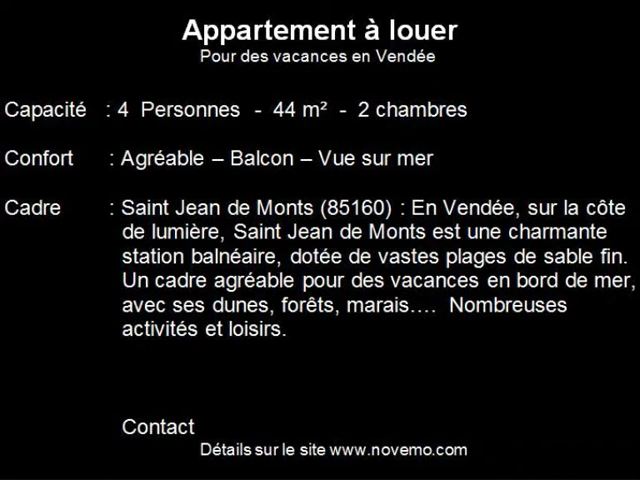 Appartement à louer
Pour des vacances en Vendée
Capacité : 4 Personnes - 44 m² - 2 chambres
Confort : Agréable – Balcon – Vue sur mer
Cadre : Saint Jean de Monts (85160) : En Vendée, sur la côte
de lumière, Saint Jean de Monts est une charmante
station balnéaire, dotée de vastes plages de sable fin.
Un cadre agréable pour des vacances en bord de mer,
avec ses dunes, forêts, marais.... Nombreuses
activités et loisirs.
Contact
Détails sur le site www.novemo.com